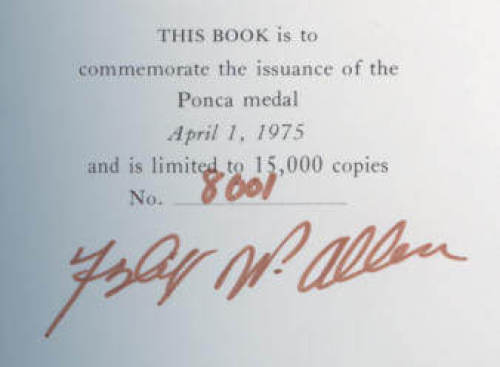 THIS BOOK is to
commemorate the issuance of the
Ponca medal
April 1, 1975
and is limited to 15,000 copies
No. 8001
W. Allen